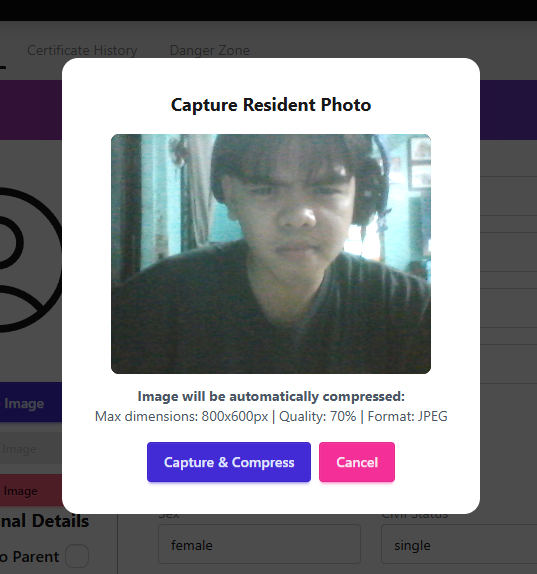 Certificate History
Danger Zone
Capture Resident Photo
Image will be automatically compressed:
Max dimensions: 800x600px | Quality: 70% | Format: JPEG
Image
Capture & Compress
Cancel
Image
Image
nal Details
Sex
Civil Status
o Parent
female
single